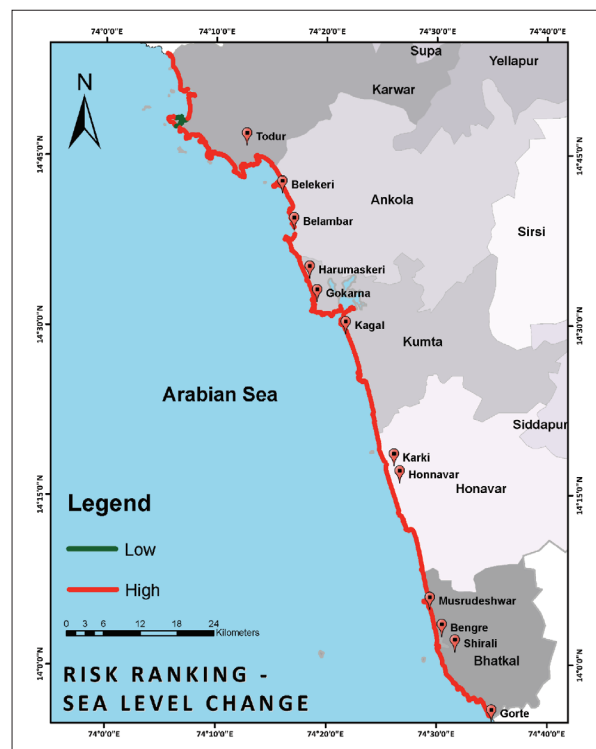 74°0'0"E 74°10'0"E 74°20'0"E 74°30'0"E 74°40'0"E
N
Supa
Yellapur
Karwar
Todur
14°45'0"N 14°45'0"N
Belekeri
Ankola
Belambar
Sirsi
Harumaskeri
Gokarna
Kagal
14°30'0"N 14°30'0"N
Kumta
Arabian Sea
Siddapur
Karki
Honnavar
Honavar
14°15'0"N 14°15'0"N
Legend
Low
High
Musrudeshwar
0 3 6 12 18 24
Kilometers
Bengre
Shirali
Bhatkal
14°0'0"N 14°0'0"N
RISK RANKING -
SEA LEVEL CHANGE
Gorte
74°0'0"E 74°10'0"E 74°20'0"E 74°30'0"E 74°40'0"E